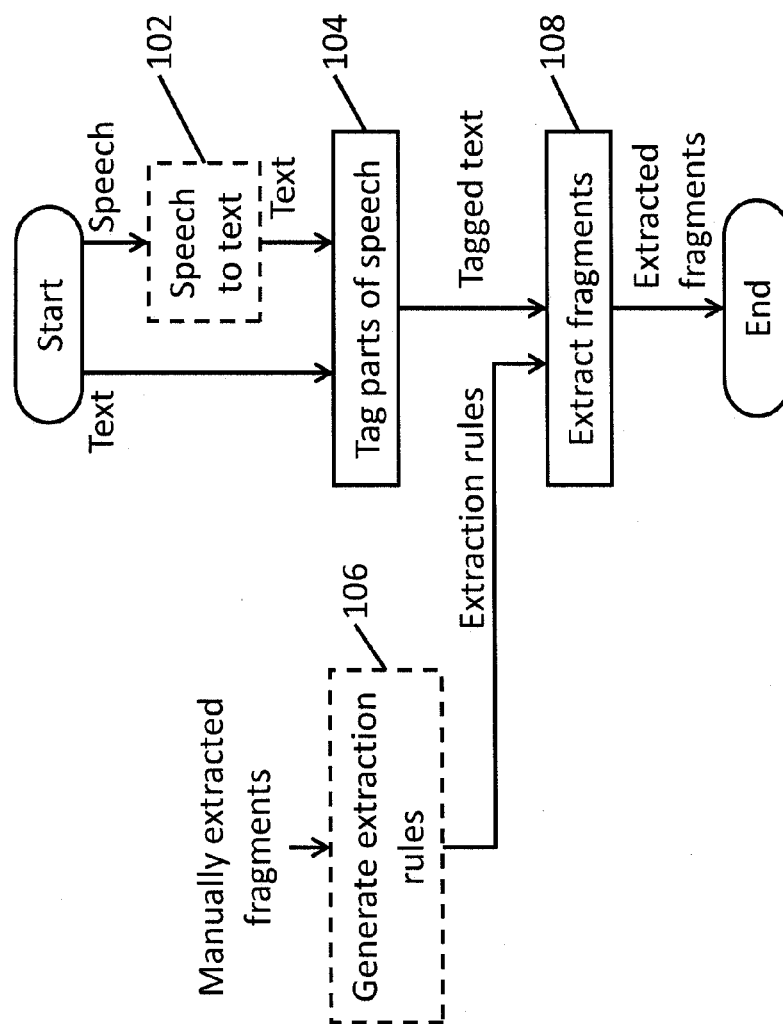 Start
Text
Speech
102
Speech
to text
Text
104
Tag parts of speech
Tagged text
Manually extracted
fragments
106
Generate extraction
rules
Extraction rules
108
Extract fragments
Extracted
fragments
End